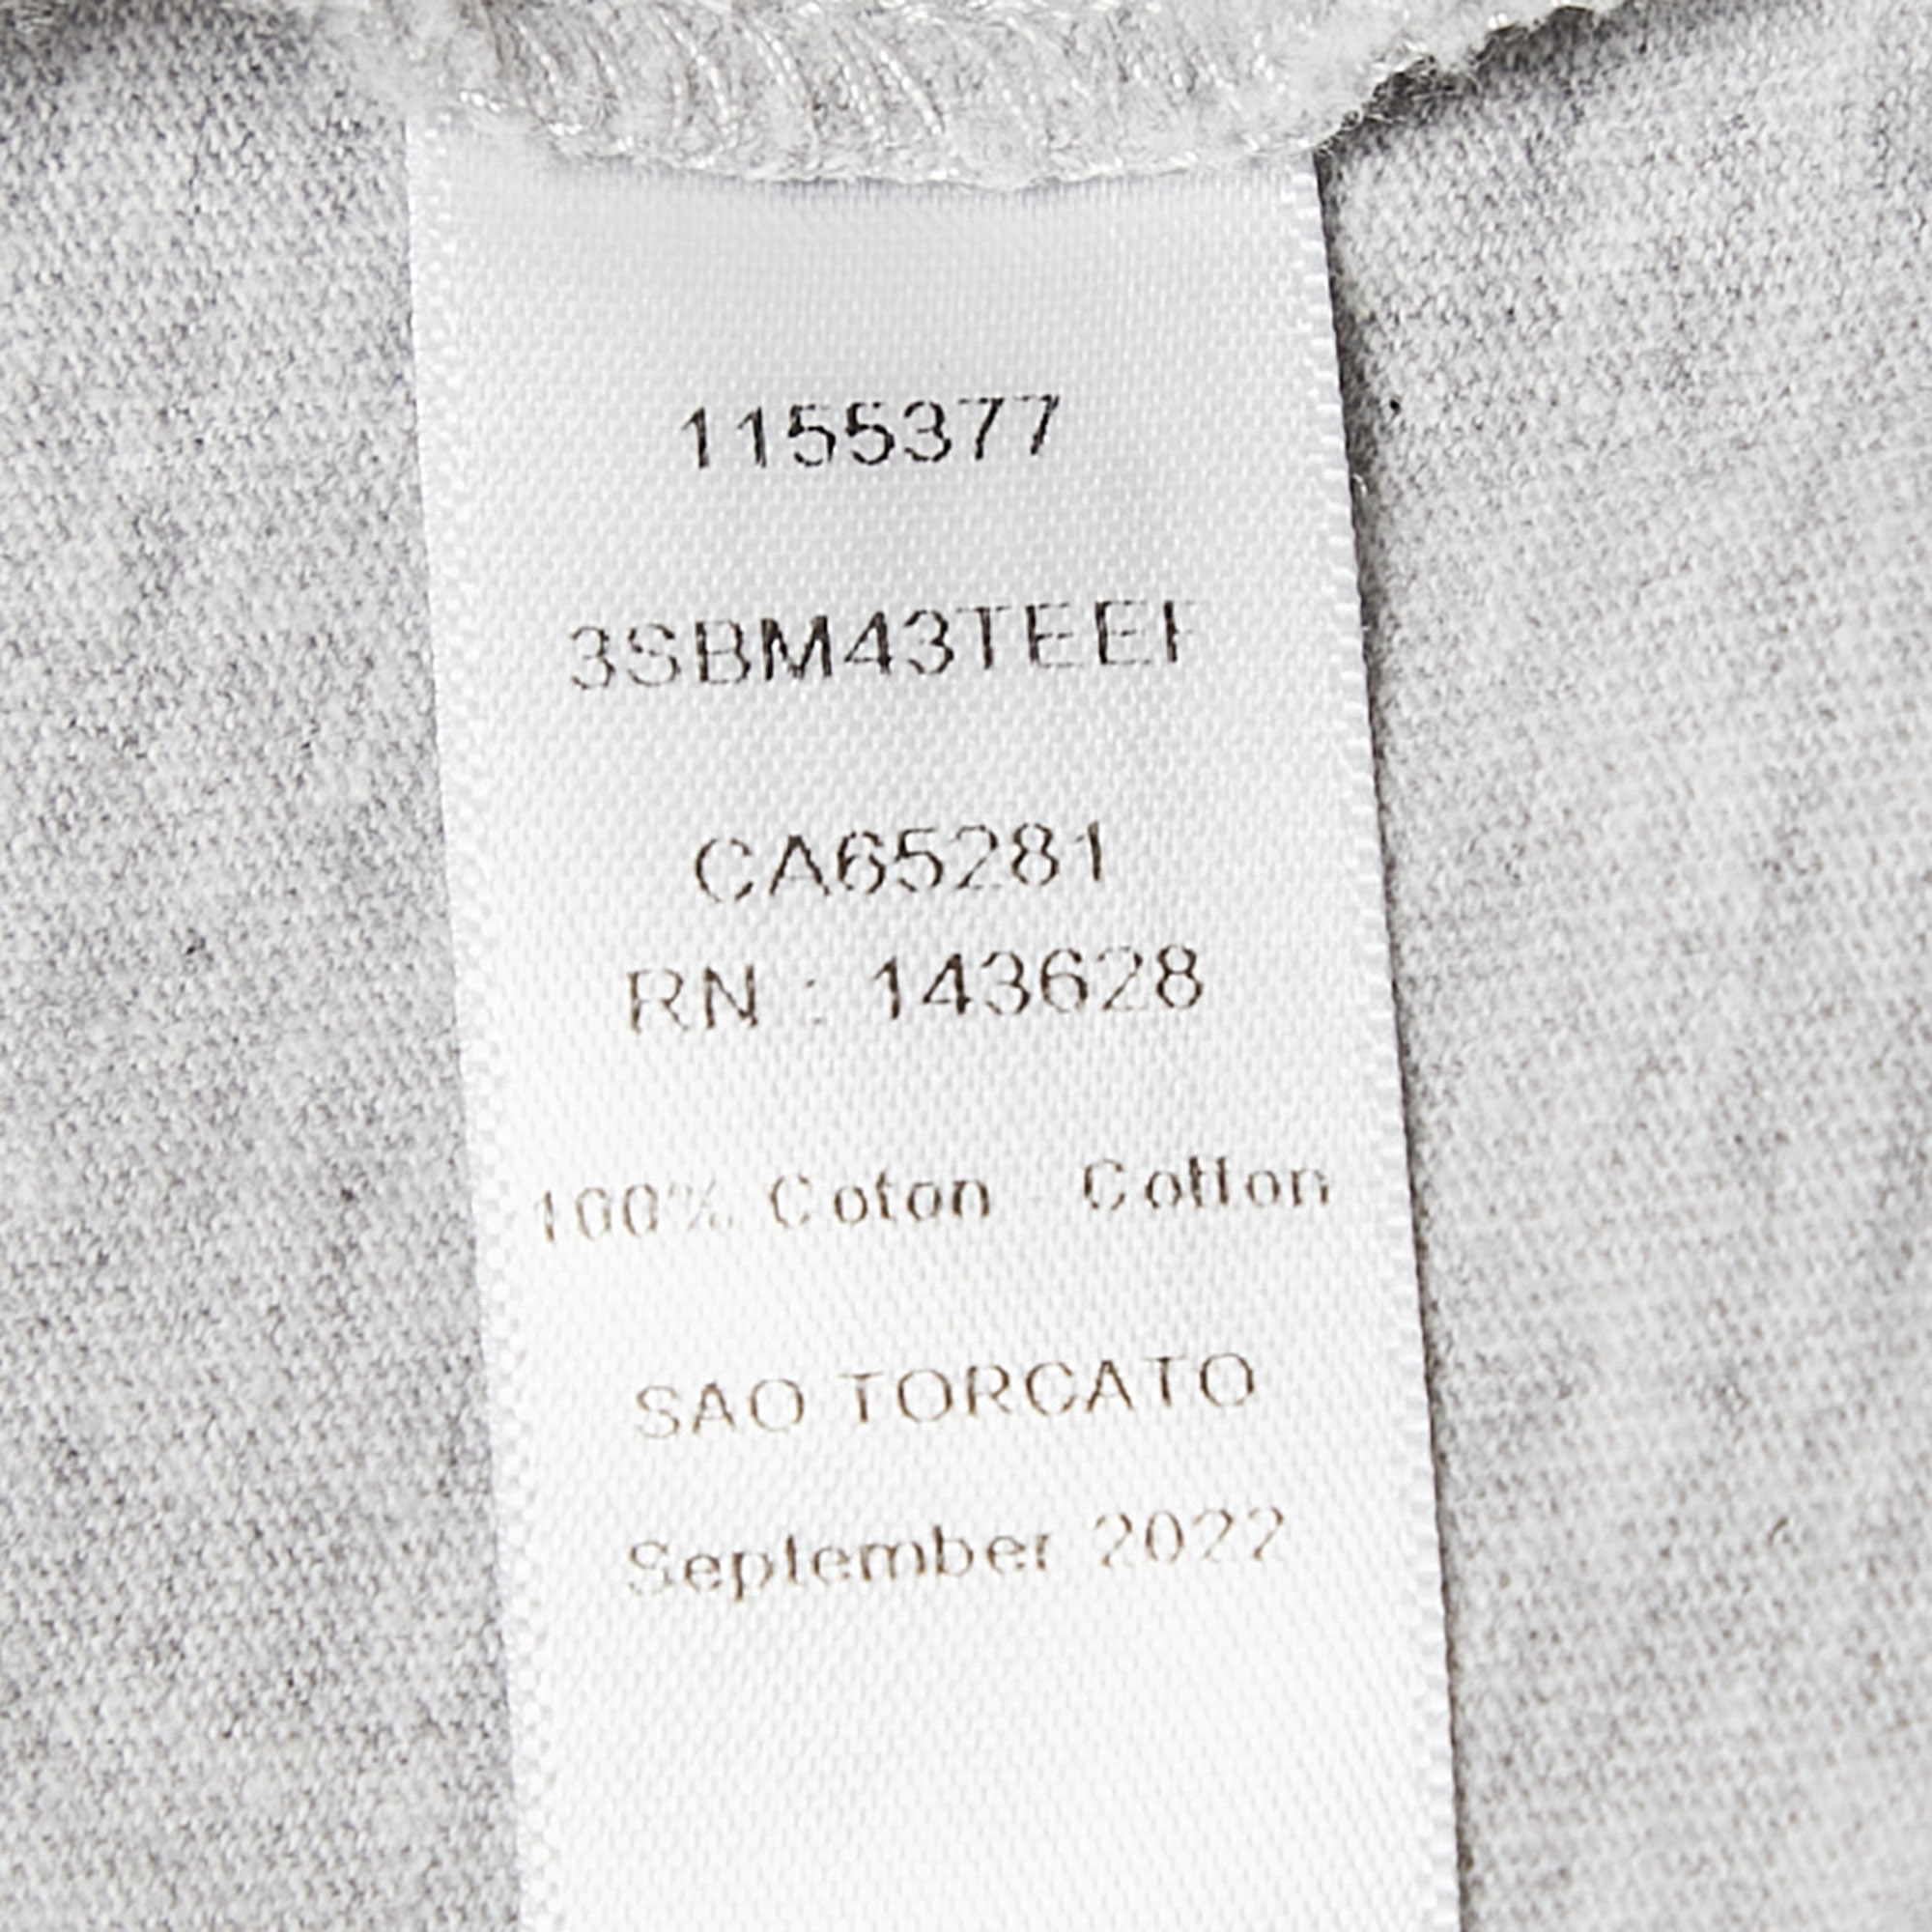 1155377
3SBM43TEEF
CA65281
RN : 143628
100% Coton - Cotton
SAO TORCATO
September 2022